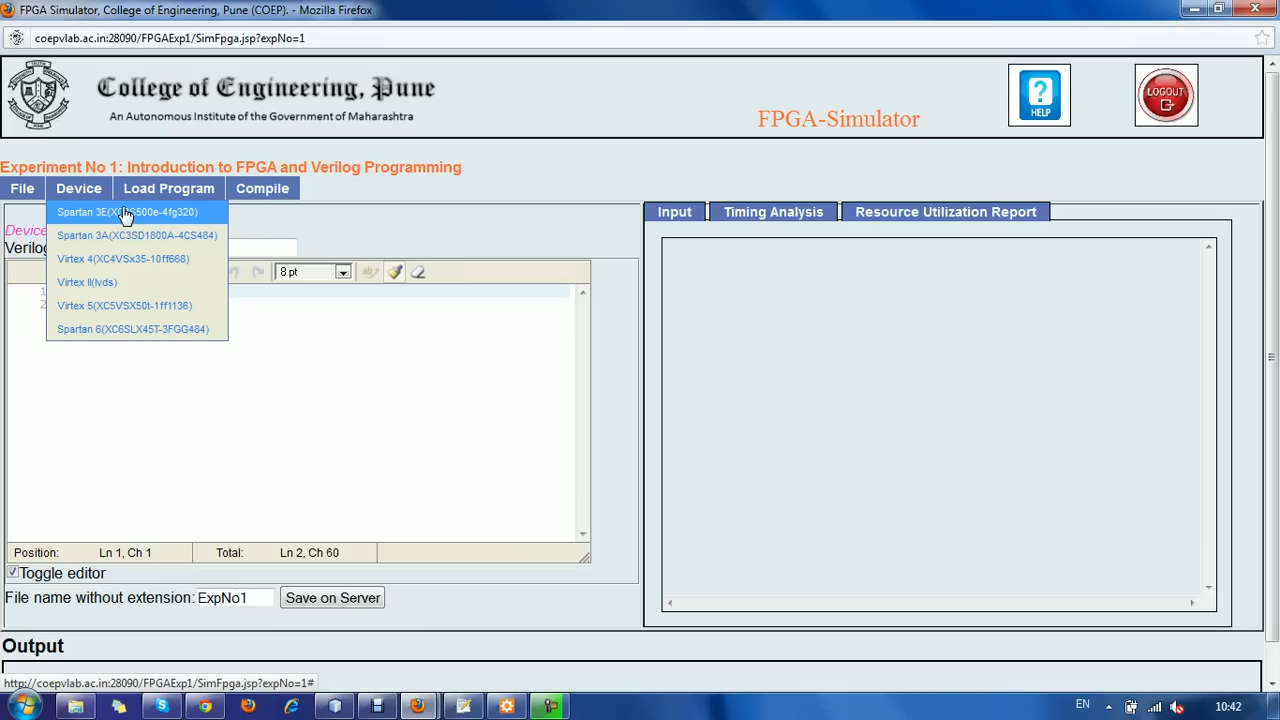 FPGA Simulator, College of Engineering, Pune (COEP). - Mozilla Firefox
coepvlab.ac.in:28090/FPGAExp1/SimFpga.jsp?expNo=1
College of Engineering, Pune
An Autonomous Institute of the Government of Maharashtra
FPGA-Simulator
HELP
LOGOUT
Experiment No 1: Introduction to FPGA and Verilog Programming
File Device Load Program Compile
Spartan 3E(XC3S500e-4fg320)
Spartan 3A(XC3SD1800A-4CS484)
Virtex 4(XC4VSx35-10ff668)
Virtex II(lvds)
Virtex 5(XC5VSX50t-1ff1136)
Spartan 6(XC6SLX45T-3FGG484)
Device
Verilog
8 pt
1
2
Position: Ln 1, Ch 1 Total: Ln 2, Ch 60
Toggle editor
File name without extension: ExpNo1 Save on Server
Input Timing Analysis Resource Utilization Report
Output
http://coepvlab.ac.in:28090/FPGAExp1/SimFpga.jsp?expNo=1#
EN 10:42